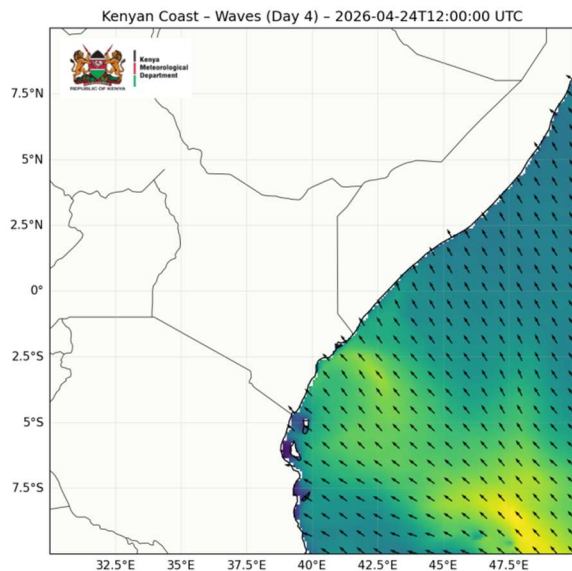 Kenyan Coast – Waves (Day 4) – 2026-04-24T12:00:00 UTC
Kenya
Meteorological
Department
REPUBLIC OF KENYA
7.5°N
5°N
2.5°N
0°
2.5°S
5°S
7.5°S
32.5°E 35°E 37.5°E 40°E 42.5°E 45°E 47.5°E